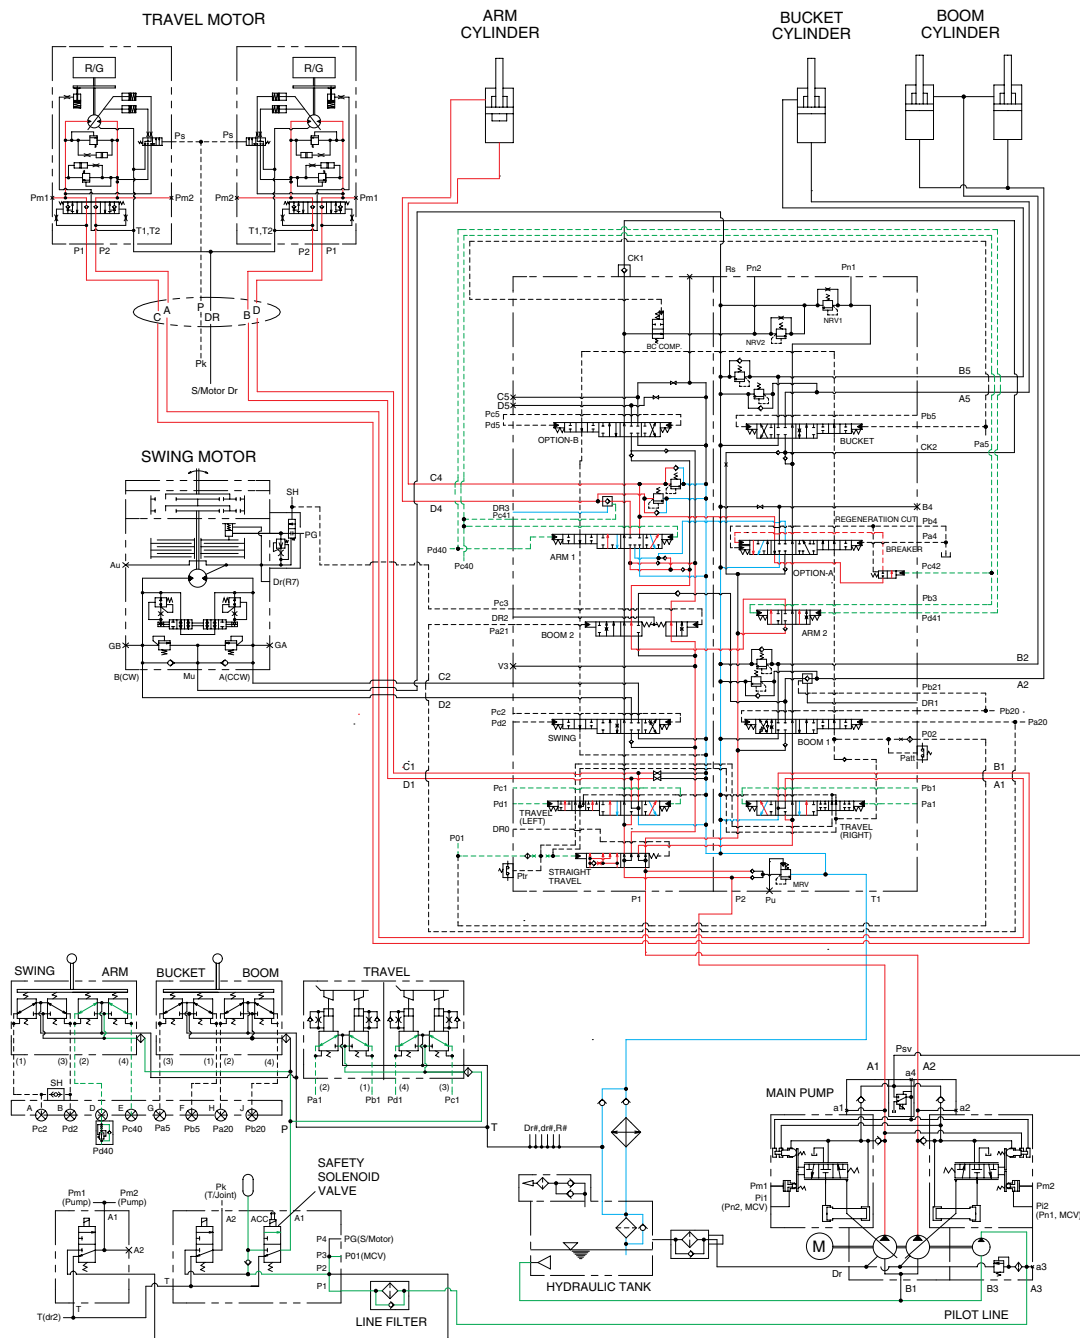 TRAVEL MOTOR
ARM
CYLINDER
BUCKET
CYLINDER
BOOM
CYLINDER
R/G
R/G
Ps
Ps
Pm1
Pm2
Pm2
Pm1
T1,T2
T1,T2
P1
P2
P2
P1
C
A
P
DR
B
D
Pk
S/Motor Dr
CK1
Rs
Pn2
Pn1
BC COMP.
NRV2
NRV1
B5
A5
C5
D5
Pc5
Pd5
OPTION-B
Pb5
BUCKET
Pa5
CK2
SWING MOTOR
SH
PG
Au
Dr(R7)
GB
GA
B(CW)
Mu
A(CCW)
C4
D4
DR3
Pc41
Pd40
Pc40
ARM 1
B4
REGENERATIION CUT
Pb4
Pa4
BREAKER
OPTION-A
Pc42
Pc3
DR2
Pa21
BOOM 2
Pb3
Pd41
ARM 2
V3
B2
A2
C2
D2
Pb21
DR1
Pb20
Pc2
Pd2
SWING
BOOM 1
Pa20
P02
Patt
C1
D1
B1
A1
Pc1
Pd1
TRAVEL
(LEFT)
Pb1
Pa1
TRAVEL
(RIGHT)
DR0
P01
Ptr
STRAIGHT
TRAVEL
MRV
P1
P2
Pu
T1
SWING
ARM
BUCKET
BOOM
TRAVEL
(1)
(3)
(2)
(4)
(3)
(1)
(2)
(4)
(2)
(1)
(4)
(3)
Pa1
Pb1
Pd1
Pc1
SH
A
B
D
E
G
F
H
J
Pc2
Pd2
Pc40
Pa5
Pb5
Pa20
Pb20
P
Pd40
T
Dr#,dr#,R#
Psv
A1
A2
a4
MAIN PUMP
a1
a2
Pm1
Pi1
(Pn2, MCV)
Pm2
Pi2
(Pn1, MCV)
M
Dr
B1
B3
A3
a3
PILOT LINE
HYDRAULIC TANK
SAFETY
SOLENOID
VALVE
Pm1
(Pump)
Pm2
(Pump)
A1
A2
Pk
(T/Joint)
A2
ACC
A1
P4
PG(S/Motor)
P3
P01(MCV)
P2
P1
T
T
T(dr2)
LINE FILTER